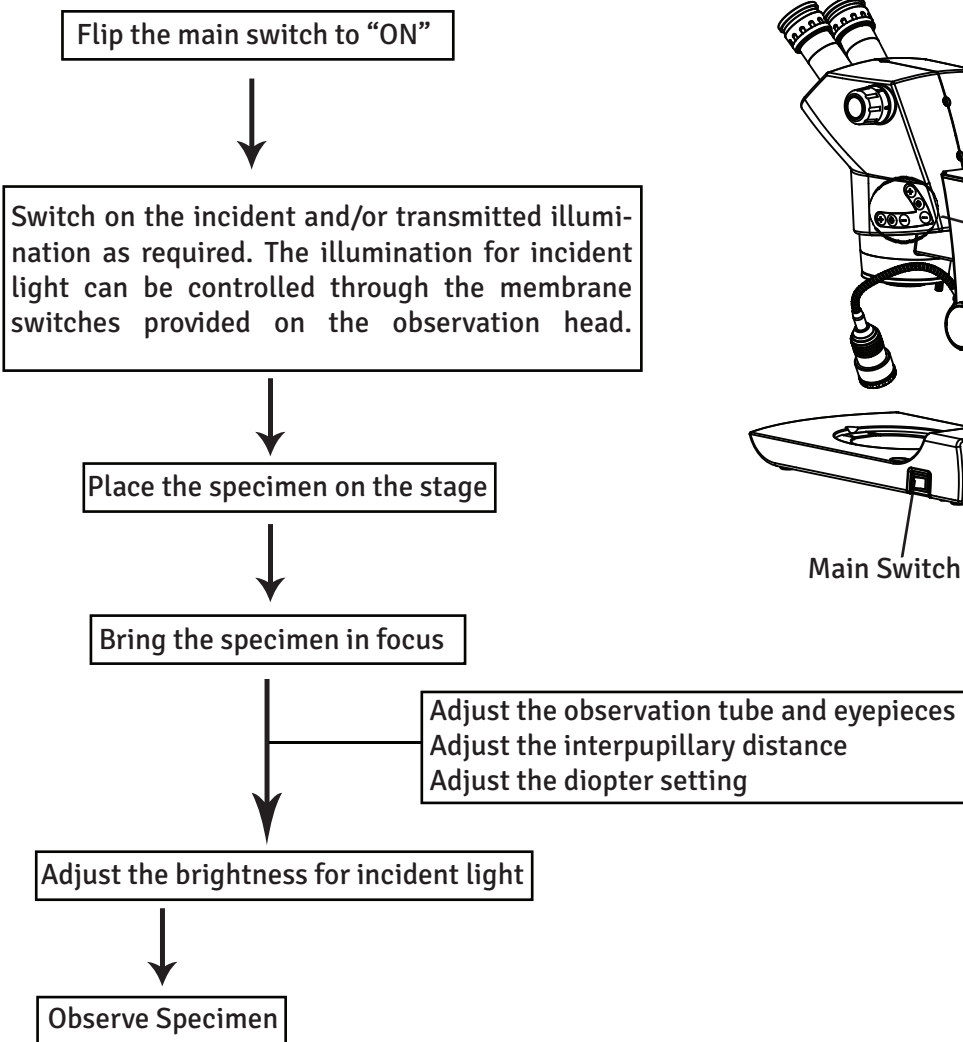 Flip the main switch to “ON”
Switch on the incident and/or transmitted illumi-
nation as required. The illumination for incident
light can be controlled through the membrane
switches provided on the observation head.
Place the specimen on the stage
Main Switch
Bring the specimen in focus
Adjust the observation tube and eyepieces
Adjust the interpupillary distance
Adjust the diopter setting
Adjust the brightness for incident light
Observe Specimen